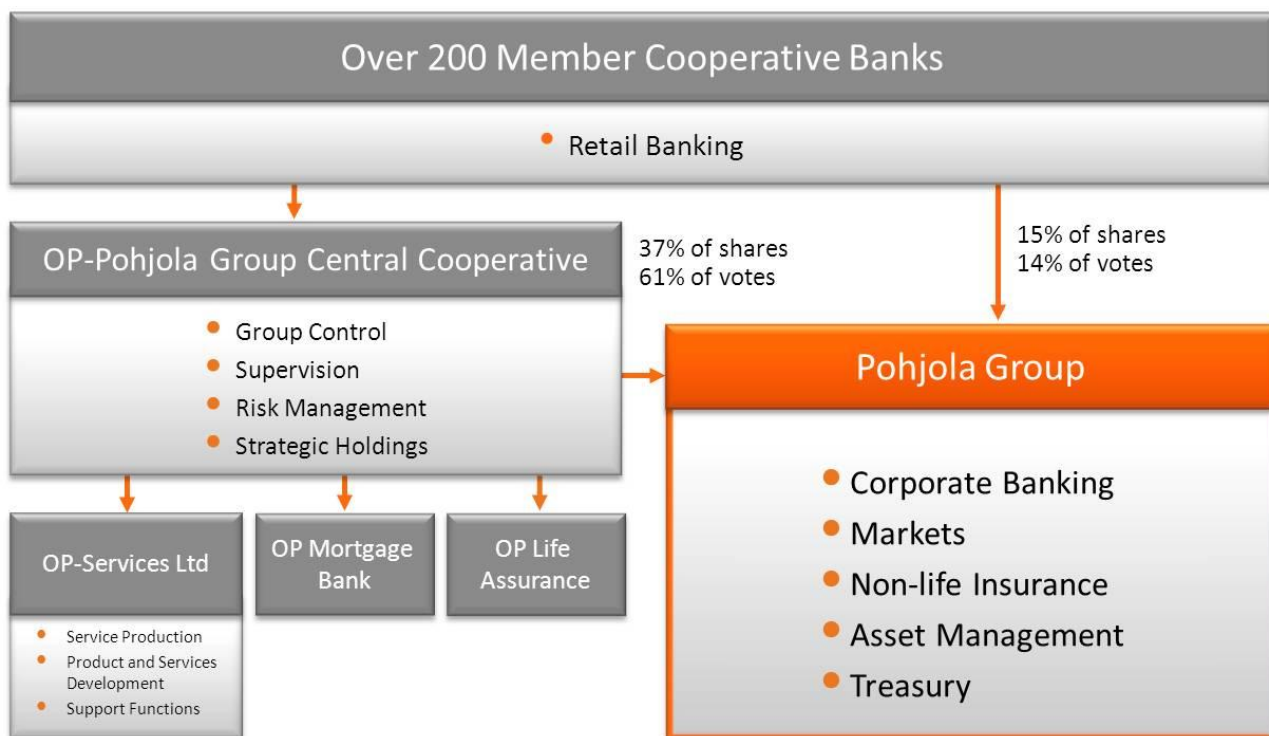 Over 200 Member Cooperative Banks
• Retail Banking
OP-Pohjola Group Central Cooperative
• Group Control
• Supervision
• Risk Management
• Strategic Holdings
37% of shares
61% of votes
15% of shares
14% of votes
Pohjola Group
• Corporate Banking
• Markets
• Non-life Insurance
• Asset Management
• Treasury
OP-Services Ltd
• Service Production
• Product and Services
Development
• Support Functions
OP Mortgage
Bank
OP Life
Assurance